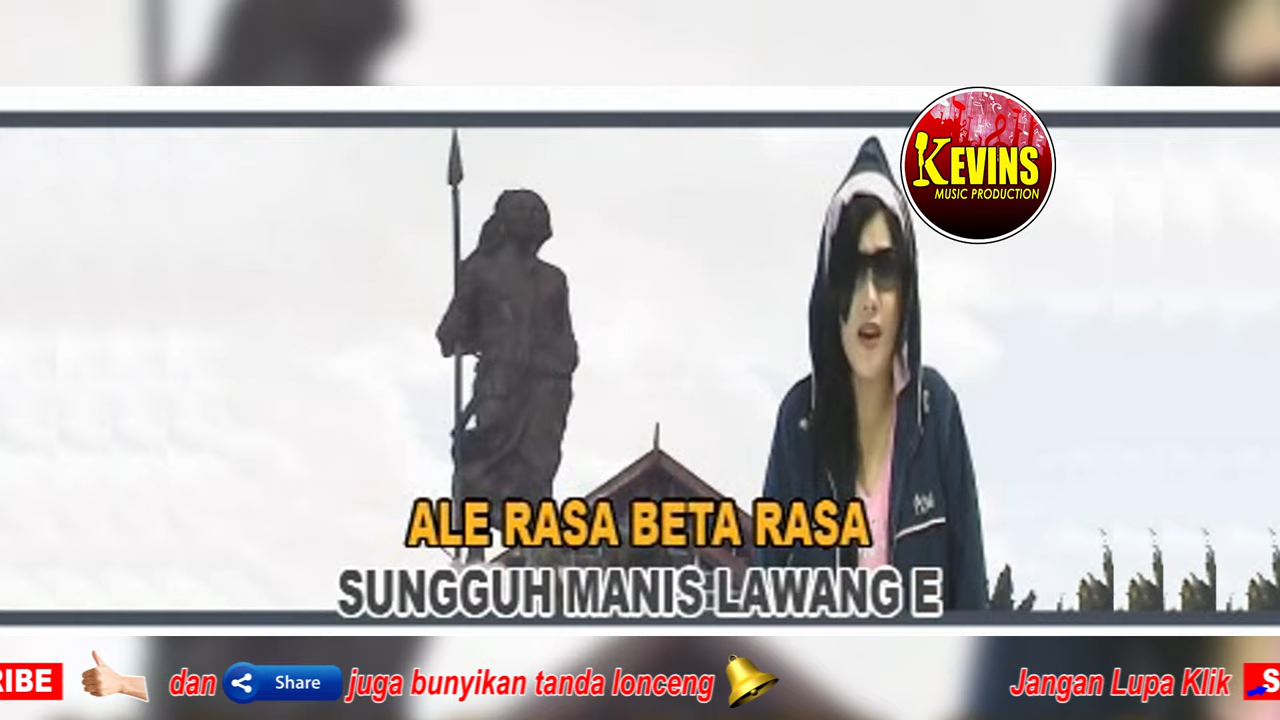 KEVINS
MUSIC PRODUCTION
ALE RASA BETA RASA
SUNGGUH MANIS LAWANG E
RIBE dan Share juga bunyikan tanda lonceng Jangan Lupa Klik S